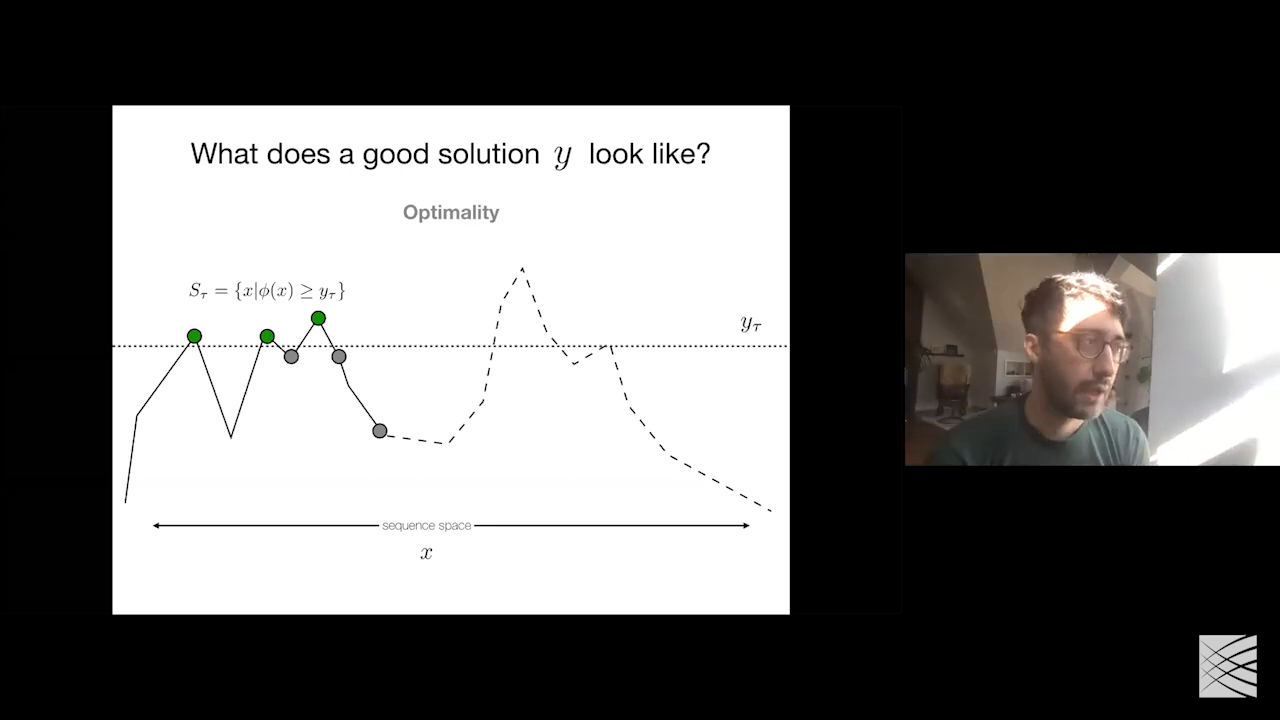 What does a good solution y look like?
Optimality
S_τ = {x|ϕ(x) ≥ y_τ}
y_τ
sequence space
x